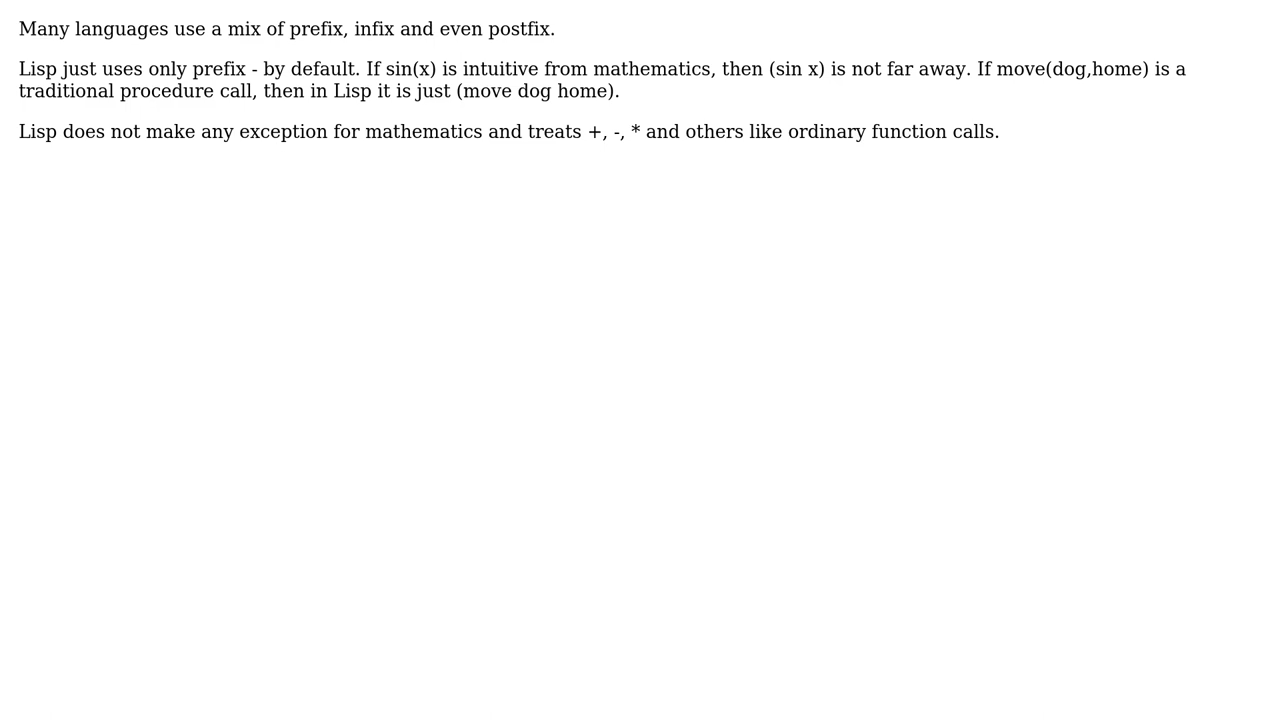 Many languages use a mix of prefix, infix and even postfix.
Lisp just uses only prefix - by default. If sin(x) is intuitive from mathematics, then (sin x) is not far away. If move(dog,home) is a
traditional procedure call, then in Lisp it is just (move dog home).
Lisp does not make any exception for mathematics and treats +, -, * and others like ordinary function calls.